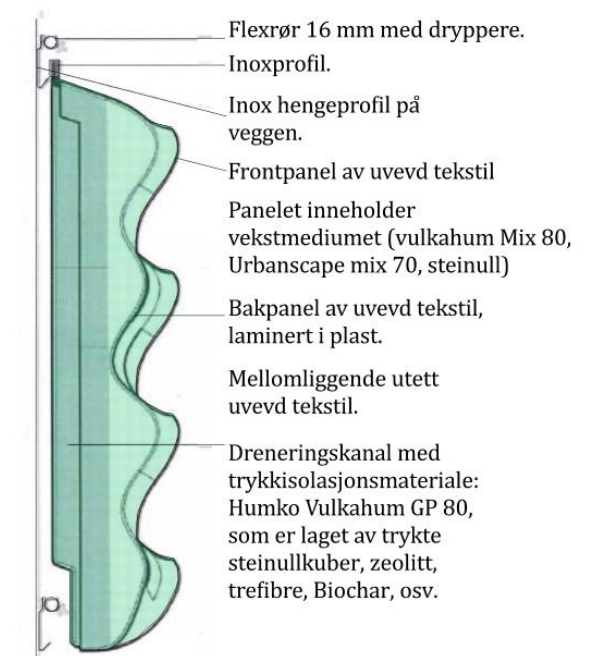 Flexrør 16 mm med dryppere.
Inoxprofil.
Inox hengeprofil på
veggen.
Frontpanel av uvevd tekstil
Panelet inneholder
vekstmediumet (vulkahum Mix 80,
Urbanscape mix 70, steinull)
Bakpanel av uvevd tekstil,
laminert i plast.
Mellomliggende utett
uvevd tekstil.
Dreneringskanal med
trykkisolasjonsmateriale:
Humko Vulkahum GP 80,
som er laget av trykte
steinullkuber, zeolitt,
trefibre, Biochar, osv.